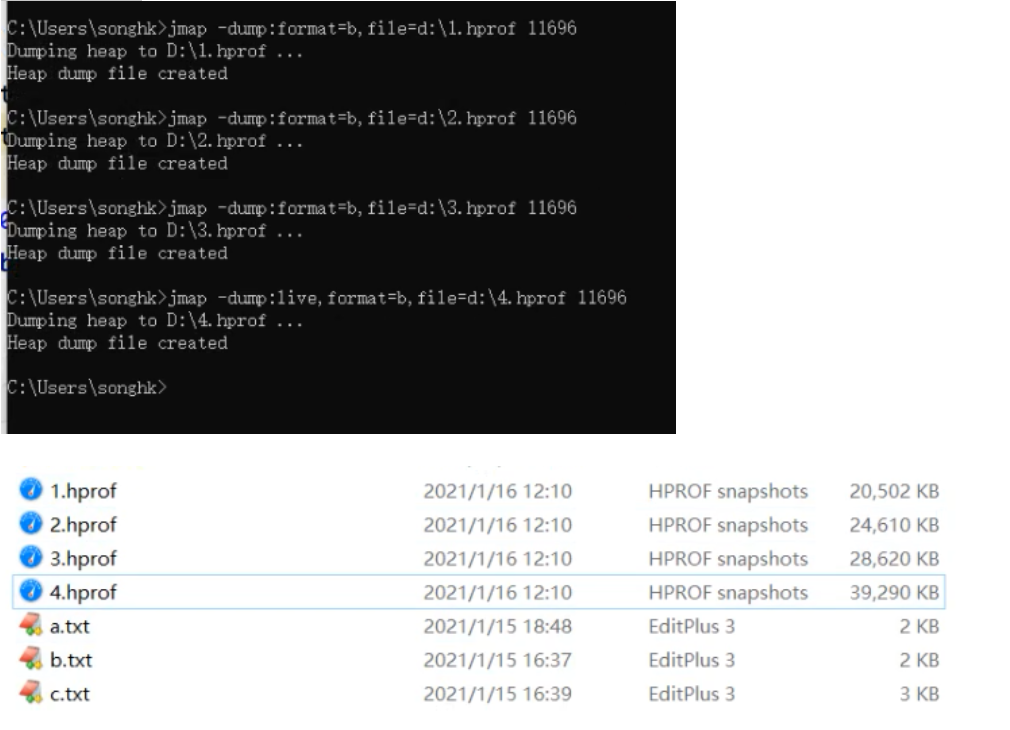 C:\Users\songhk>jmap -dump:format=b,file=d:\1.hprof 11696
Dumping heap to D:\1.hprof ...
Heap dump file created
C:\Users\songhk>jmap -dump:format=b,file=d:\2.hprof 11696
Dumping heap to D:\2.hprof ...
Heap dump file created
C:\Users\songhk>jmap -dump:format=b,file=d:\3.hprof 11696
Dumping heap to D:\3.hprof ...
Heap dump file created
C:\Users\songhk>jmap -dump:live,format=b,file=d:\4.hprof 11696
Dumping heap to D:\4.hprof ...
Heap dump file created
C:\Users\songhk>
1.hprof 2021/1/16 12:10 HPROF snapshots 20,502 KB
2.hprof 2021/1/16 12:10 HPROF snapshots 24,610 KB
3.hprof 2021/1/16 12:10 HPROF snapshots 28,620 KB
4.hprof 2021/1/16 12:10 HPROF snapshots 39,290 KB
a.txt 2021/1/15 18:48 EditPlus 3 2 KB
b.txt 2021/1/15 16:37 EditPlus 3 2 KB
c.txt 2021/1/15 16:39 EditPlus 3 3 KB